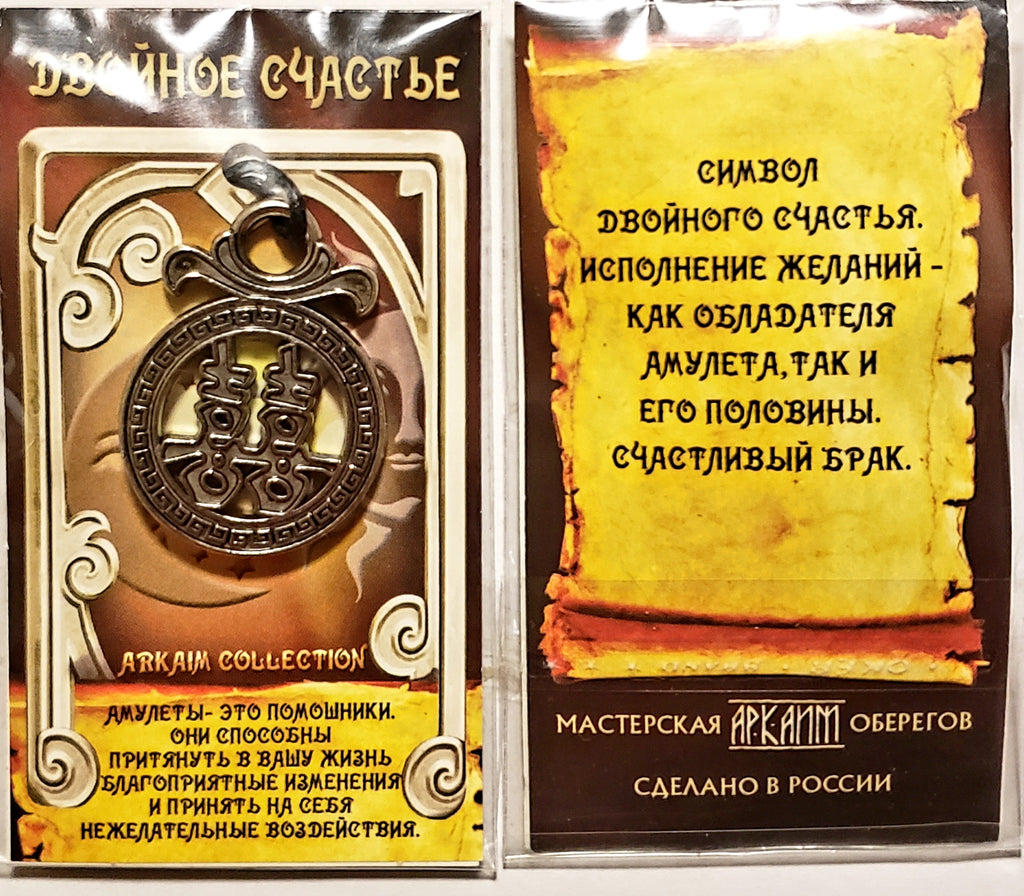 ДВОЙНОЕ СЧАСТЬЕ
囍
ARKAIM COLLECTION
АМУЛЕТЫ- ЭТО ПОМОШНИКИ.
ОНИ СПОСОБНЫ
ПРИТЯНУТЬ В ВАШУ ЖИЗНЬ
БЛАГОПРИЯТНЫЕ ИЗМЕНЕНИЯ
И ПРИНЯТЬ НА СЕБЯ
НЕЖЕЛАТЕЛЬНЫЕ ВОЗДЕЙСТВИЯ.
СИМВОЛ
ДВОЙНОГО СЧАСТЬЯ.
ИСПОЛНЕНИЕ ЖЕЛАНИЙ -
КАК ОБЛАДАТЕЛЯ
АМУЛЕТА,ТАК И
ЕГО ПОЛОВИНЫ.
СЧАСТЛИВЫЙ БРАК.
МАСТЕРСКАЯ АРКАИМ ОБЕРЕГОВ
СДЕЛАНО В РОССИИ